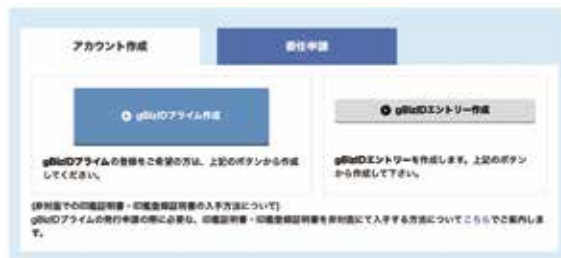 アカウント作成
委任申請
gBizIDプライム作成
gBizIDエントリー作成
gBizIDプライムの登録をご希望の方は、上記のボタンから作成
してください。
gBizIDエントリーを作成します。上記のボタン
から作成して下さい。
(非対面での印鑑証明書・印鑑登録証明書の入手方法について)
gBizIDプライムの発行申請の際に必要な、印鑑証明書・印鑑登録証明書を非対面にて入手する方法についてこちらでご案内しま
す。